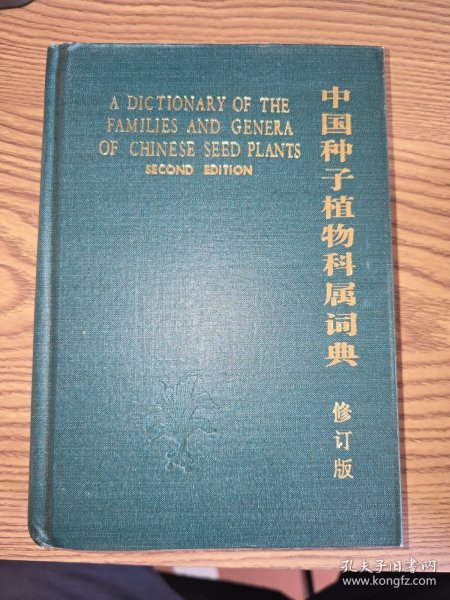 A DICTIONARY OF THE
FAMILIES AND GENERA
OF CHINESE SEED PLANTS
SECOND EDITION
中国种子植物科属词典
修订版
孔夫子旧书网
www.kongfz.com